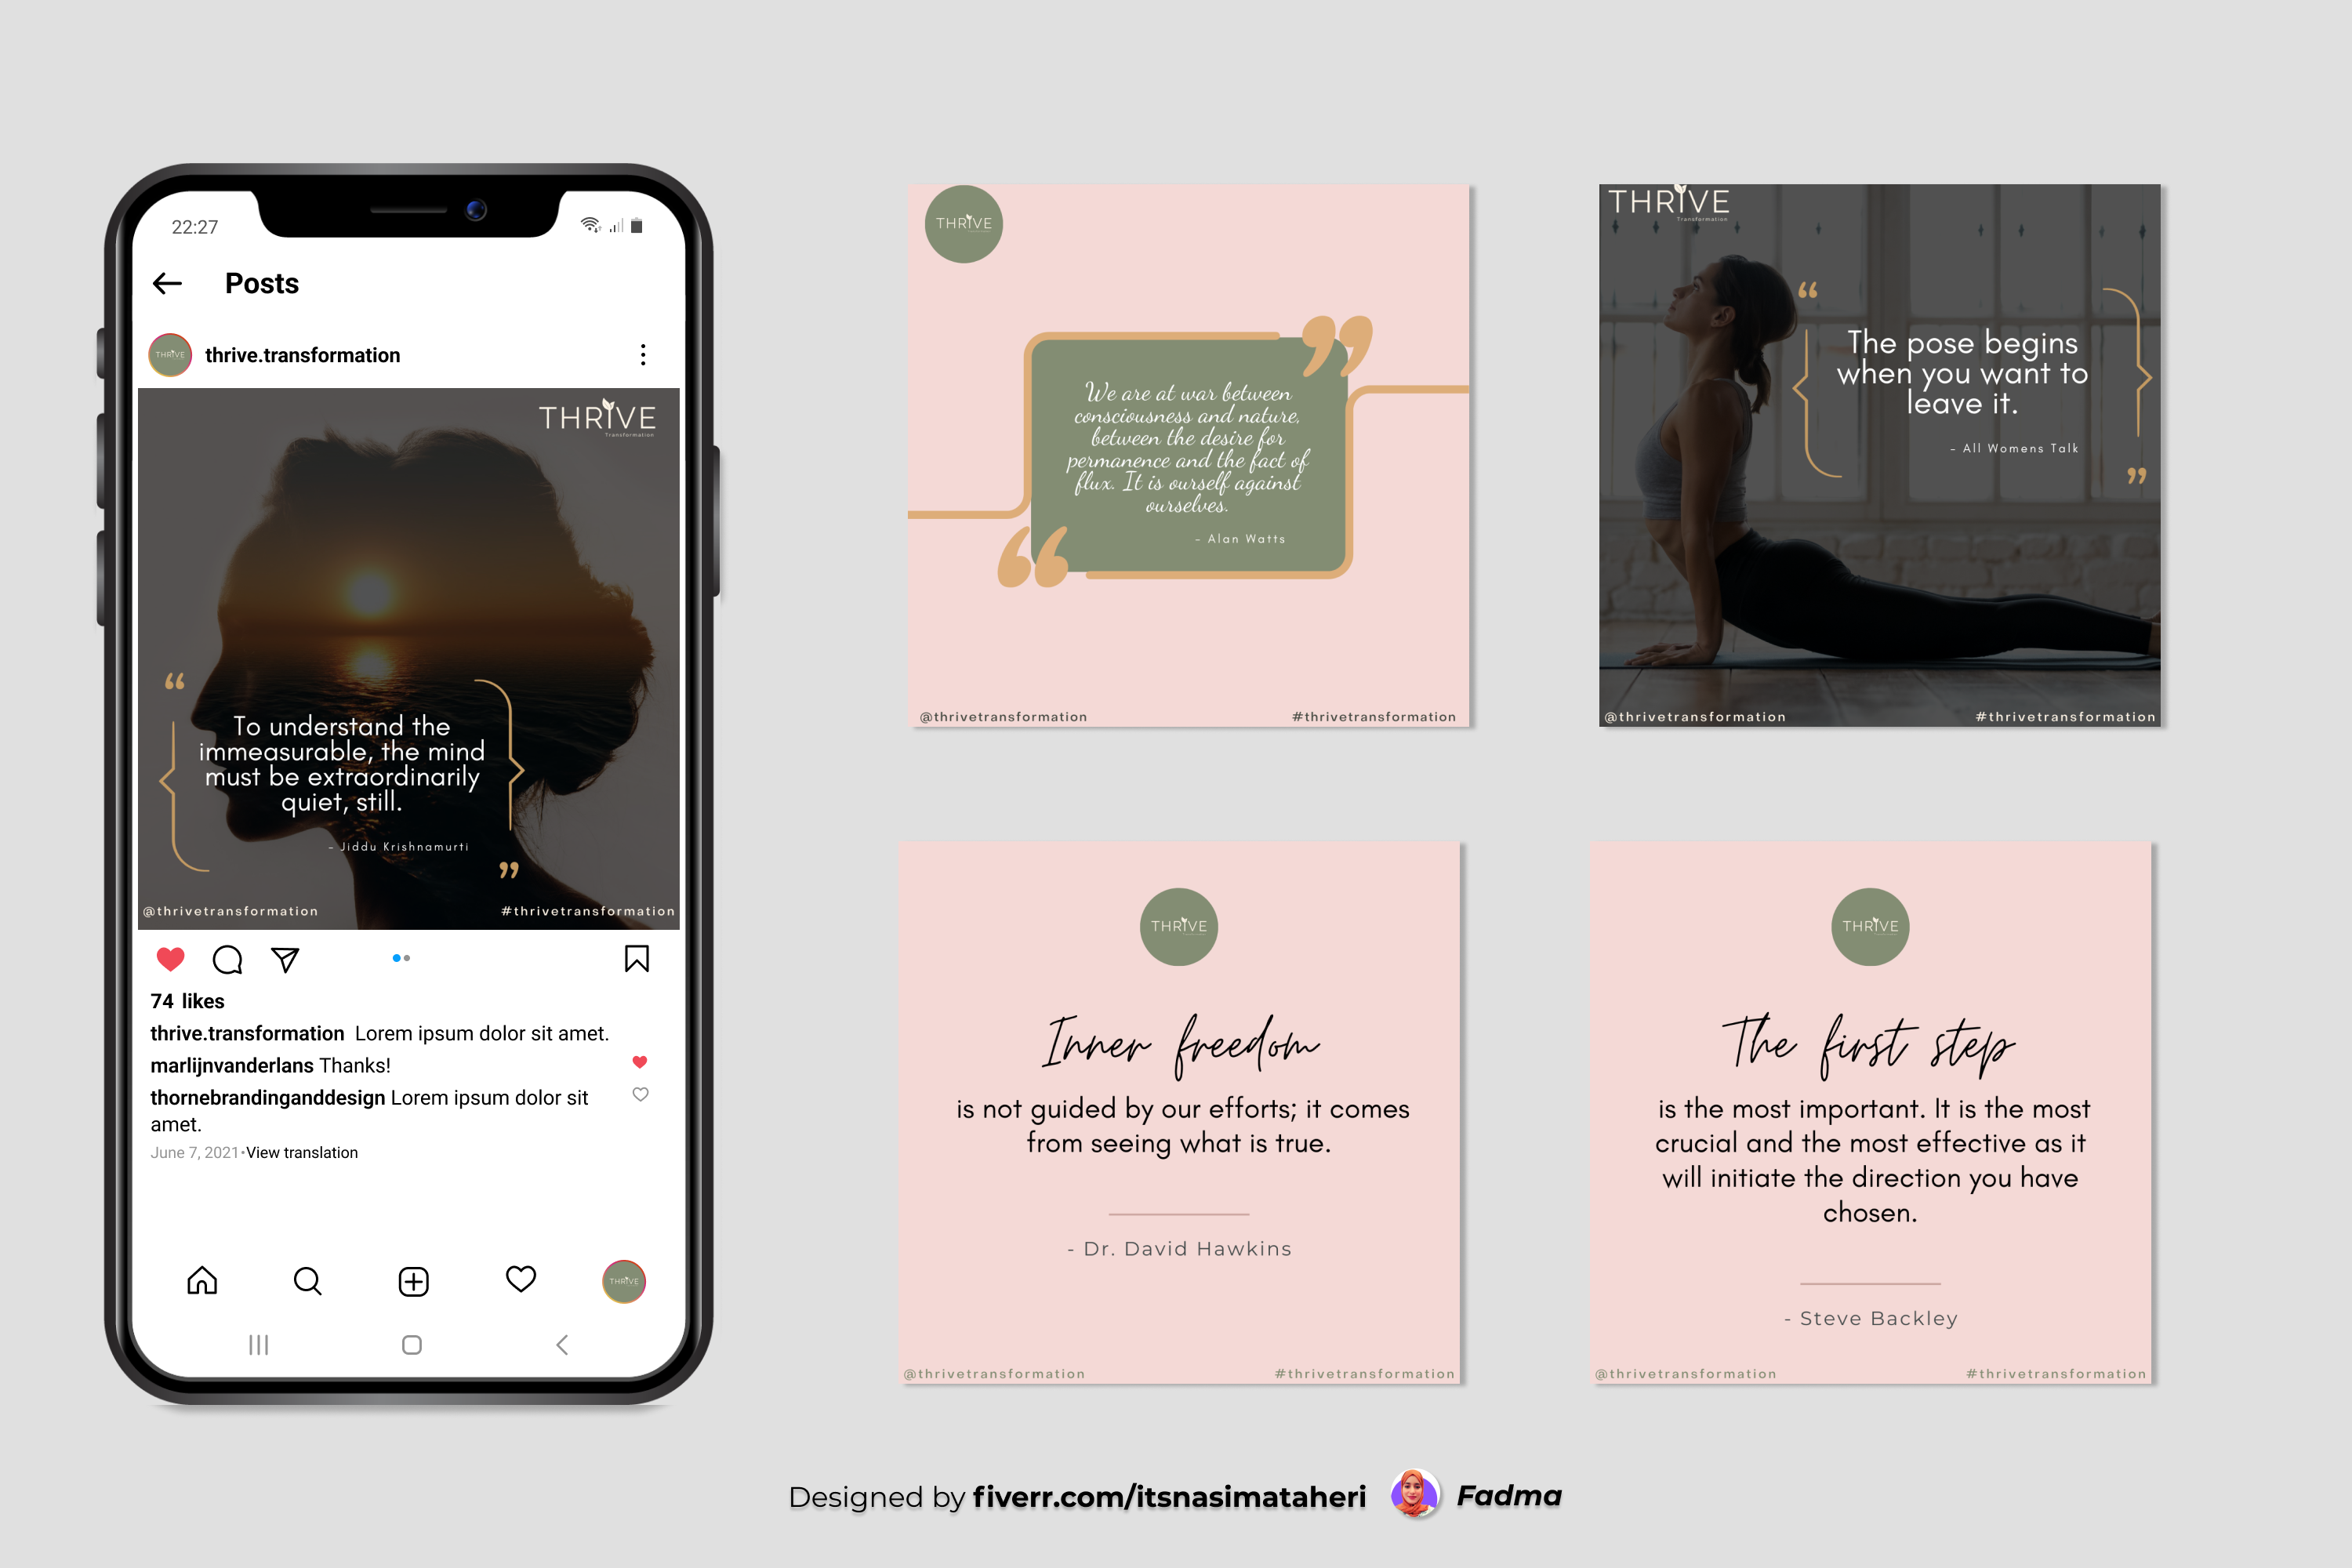 22:27
Posts
THRIVE
thrive.transformation
THRIVE
Transformation
“
To understand the
immeasurable, the mind
must be extraordinarily
quiet, still.
- Jiddu Krishnamurti
”
@thrivetransformation #thrivetransformation
74 likes
thrive.transformation Lorem ipsum dolor sit amet.
marlijnvanderlans Thanks!
thornebrandinganddesign Lorem ipsum dolor sit
amet.
June 7, 2021·View translation
THRIVE
THRIVE
”
We are at war between
consciousness and nature,
between the desire for
permanence and the fact of
flux. It is ourself against
ourselves.
- Alan Watts
“
@thrivetransformation #thrivetransformation
THRIVE
Transformation
“
The pose begins
when you want to
leave it.
- All Womens Talk
”
@thrivetransformation #thrivetransformation
THRIVE
Inner freedom
is not guided by our efforts; it comes
from seeing what is true.
- Dr. David Hawkins
@thrivetransformation #thrivetransformation
THRIVE
The first step
is the most important. It is the most
crucial and the most effective as it
will initiate the direction you have
chosen.
- Steve Backley
@thrivetransformation #thrivetransformation
Designed by fiverr.com/itsnasimataheri Fadma